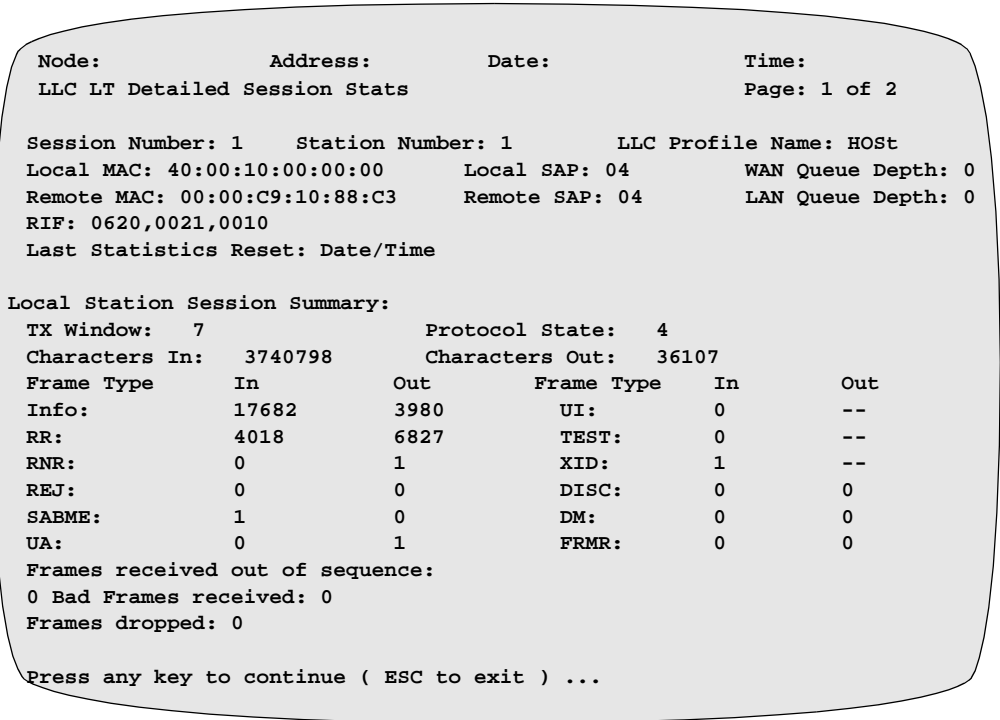 Node: Address: Date: Time:
LLC LT Detailed Session Stats Page: 1 of 2
Session Number: 1 Station Number: 1 LLC Profile Name: HOSt
Local MAC: 40:00:10:00:00:00 Local SAP: 04 WAN Queue Depth: 0
Remote MAC: 00:00:C9:10:88:C3 Remote SAP: 04 LAN Queue Depth: 0
RIF: 0620,0021,0010
Last Statistics Reset: Date/Time
Local Station Session Summary:
TX Window: 7 Protocol State: 4
Characters In: 3740798 Characters Out: 36107
Frame Type In Out Frame Type In Out
Info: 17682 3980 UI: 0 --
RR: 4018 6827 TEST: 0 --
RNR: 0 1 XID: 1 --
REJ: 0 0 DISC: 0 0
SABME: 1 0 DM: 0 0
UA: 0 1 FRMR: 0 0
Frames received out of sequence:
0 Bad Frames received: 0
Frames dropped: 0
Press any key to continue ( ESC to exit ) ...